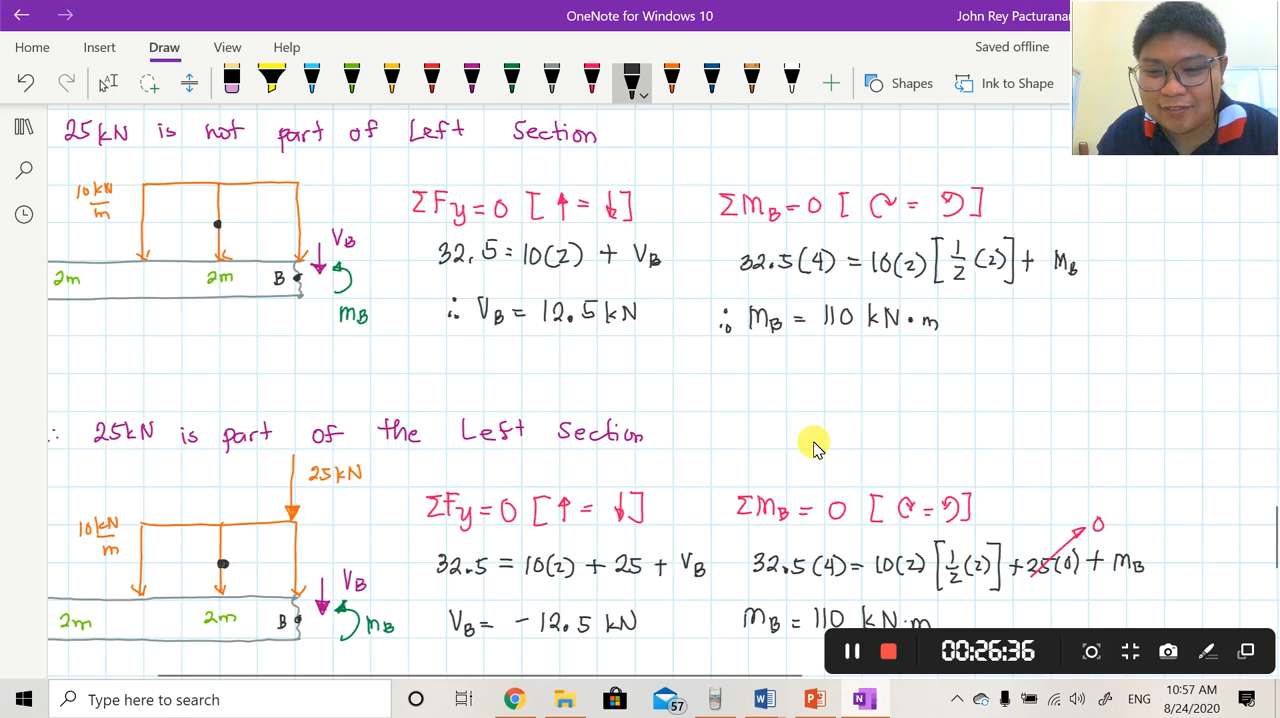 OneNote for Windows 10
John Rey Pacturana
Home Insert Draw View Help
Saved offline
Shapes
Ink to Shape
25kN is not part of Left Section
10 kN
m
2m
2m
B
VB
MB
ΣFy=0 [↑=↓]
32.5 = 10(2) + VB
∴ VB = 12.5 kN
ΣMB=0 [↷=↶]
32.5(4) = 10(2)[1/2(2)] + MB
∴ MB = 110 kN·m
∴ 25kN is part of the Left Section
25kN
10 kN
m
2m
2m
B
VB
MB
ΣFy=0 [↑=↓]
32.5 = 10(2) + 25 + VB
VB = -12.5 kN
ΣMB = 0 [↷=↶]
0
32.5(4) = 10(2)[1/2(2)] + 25(0) + MB
MB = 110 kN·m
00:26:36
Type here to search
57
ENG
10:57 AM
8/24/2020